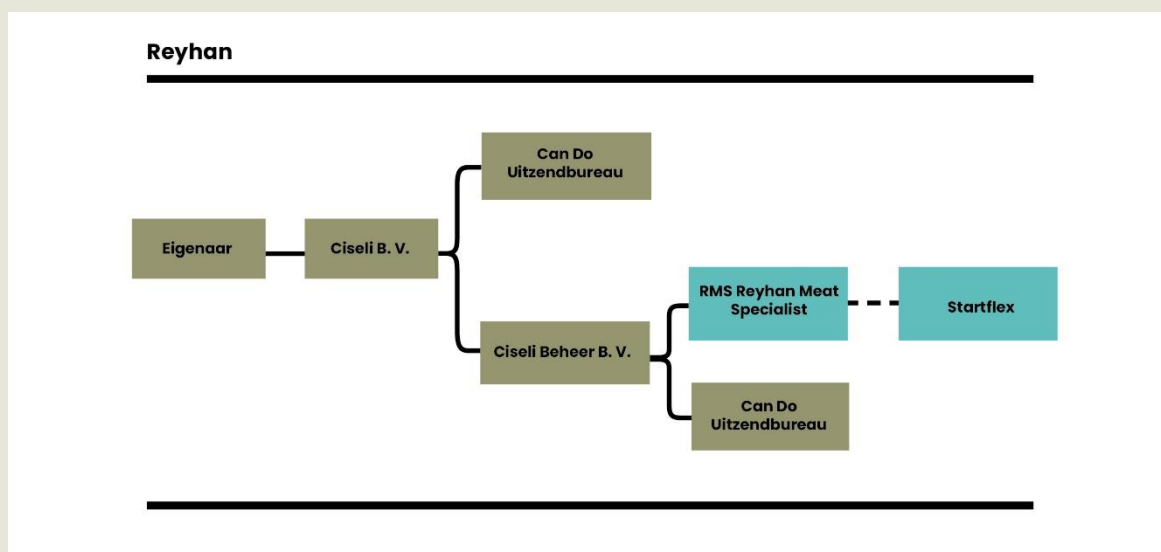 Reyhan
Can Do
Uitzendbureau
Eigenaar
Ciseli B. V.
RMS Reyhan Meat
Specialist
Startflex
Ciseli Beheer B. V.
Can Do
Uitzendbureau